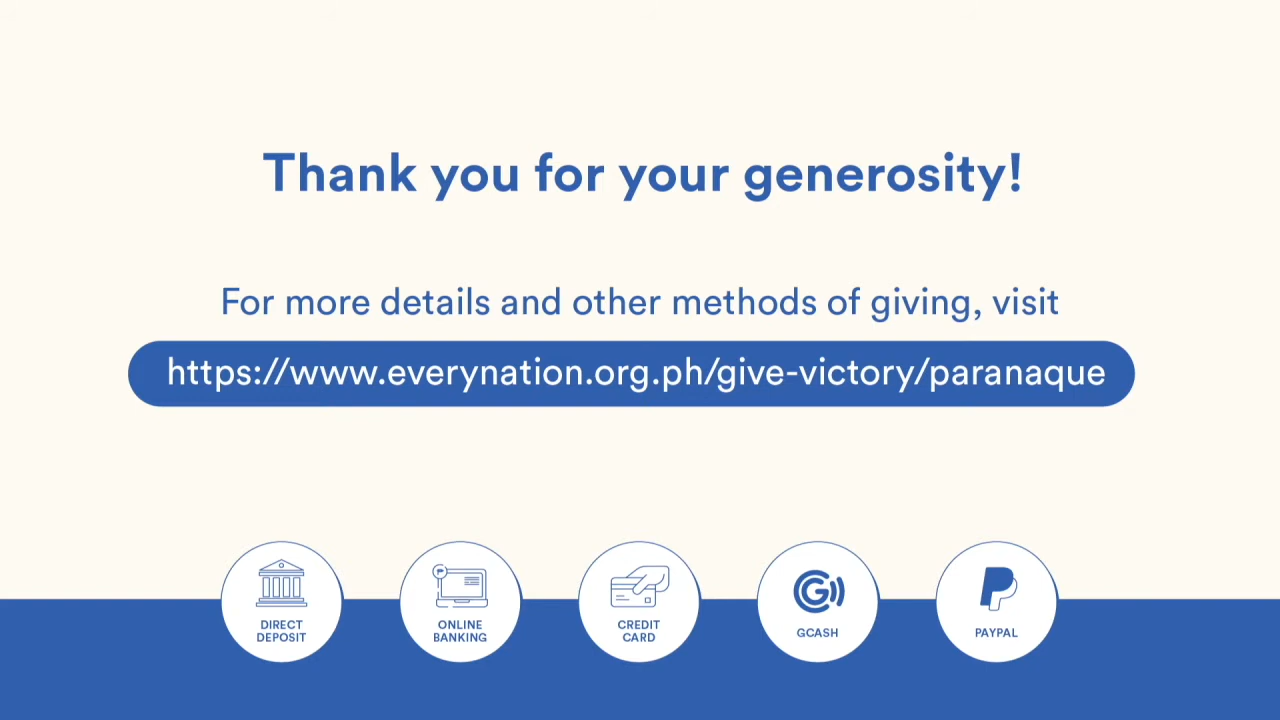 Thank you for your generosity!
For more details and other methods of giving, visit
https://www.everynation.org.ph/give-victory/paranaque
DIRECT
DEPOSIT
ONLINE
BANKING
CREDIT
CARD
GCASH
PAYPAL